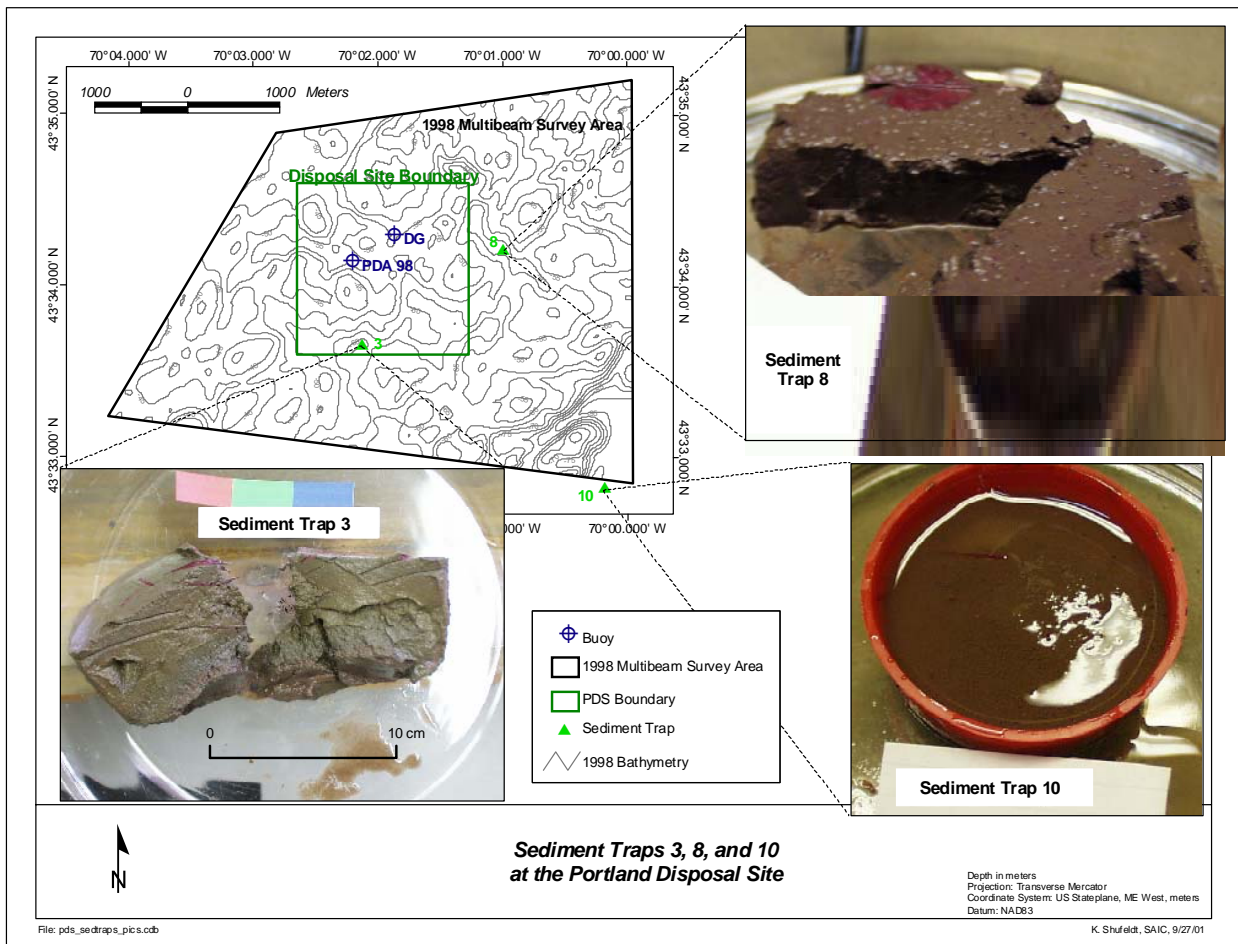 70°04.000' W
70°03.000' W
70°02.000' W
70°01.000' W
70°00.000' W
1000 0 1000 Meters
43°35.000' N
43°35.000' N
1998 Multibeam Survey Area
Disposal Site Boundary
DG
8
PDA 98
43°34.000' N
43°34.000' N
3
Sediment
Trap 8
43°33.000' N
43°33.000' N
10
70°00.000' W
Sediment Trap 3
0 10 cm
Buoy
1998 Multibeam Survey Area
PDS Boundary
Sediment Trap
1998 Bathymetry
Sediment Trap 10
N
Sediment Traps 3, 8, and 10
at the Portland Disposal Site
Depth in meters
Projection: Transverse Mercator
Coordinate System: US Stateplane, ME West, meters
Datum: NAD83
File: pds_sedtraps_pics.cdb
K. Shufeldt, SAIC, 9/27/01